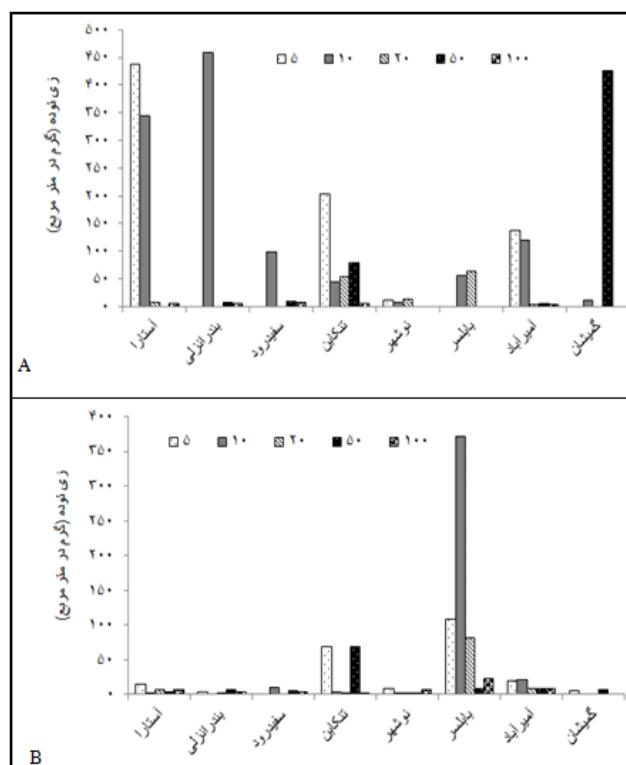 زی توده (گرم در متر مربع)
۵۰۰
۴۵۰
۴۰۰
۳۵۰
۳۰۰
۲۵۰
۲۰۰
۱۵۰
۱۰۰
۵۰
۰
۵ ۱۰ ۲۰ ۵۰ ۱۰۰
آستارا
بندرانزلی
سفیدرود
تنکابن
نوشهر
بابلسر
امیرآباد
گمیشان
A
زی توده (گرم در متر مربع)
۴۰۰
۳۵۰
۳۰۰
۲۵۰
۲۰۰
۱۵۰
۱۰۰
۵۰
۰
۵ ۱۰ ۲۰ ۵۰ ۱۰۰
آستارا
بندرانزلی
سفیدرود
تنکابن
نوشهر
بابلسر
امیرآباد
گمیشان
B